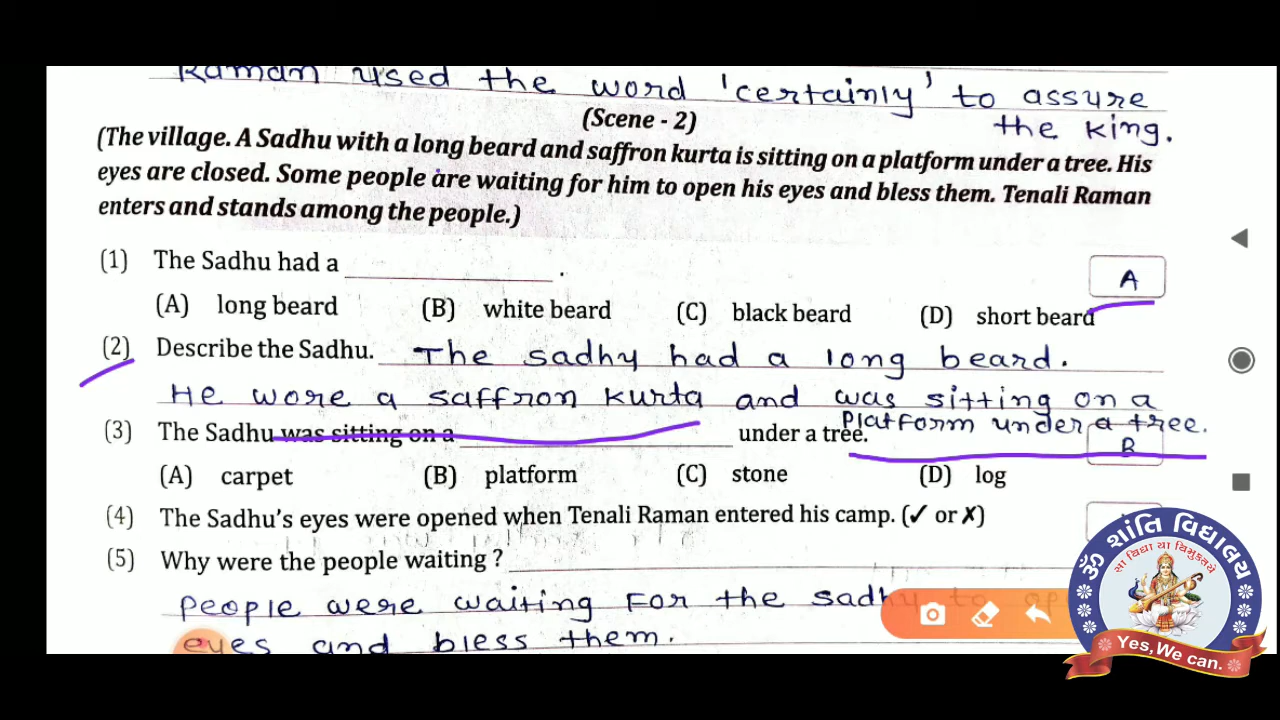 Raman used the word 'certainly' to assure
the king.
(Scene - 2)
(The village. A Sadhu with a long beard and saffron kurta is sitting on a platform under a tree. His
eyes are closed. Some people are waiting for him to open his eyes and bless them. Tenali Raman
enters and stands among the people.)
(1) The Sadhu had a ____________ .
A
(A) long beard (B) white beard (C) black beard (D) short beard
(2) Describe the Sadhu. The sadhy had a long beard.
He wore a saffron kurta and was sitting on a
Platform under a tree.
(3) The Sadhu was sitting on a ____________ under a tree.
B
(A) carpet (B) platform (C) stone (D) log
(4) The Sadhu's eyes were opened when Tenali Raman entered his camp. (✓ or ✗)
(5) Why were the people waiting ?
People were waiting For the sadhy to
eyes and bless them.
ૐ શાંતિ વિદ્યાલય
સા વિદ્યા યા વિમુક્તયે
Yes, We can.